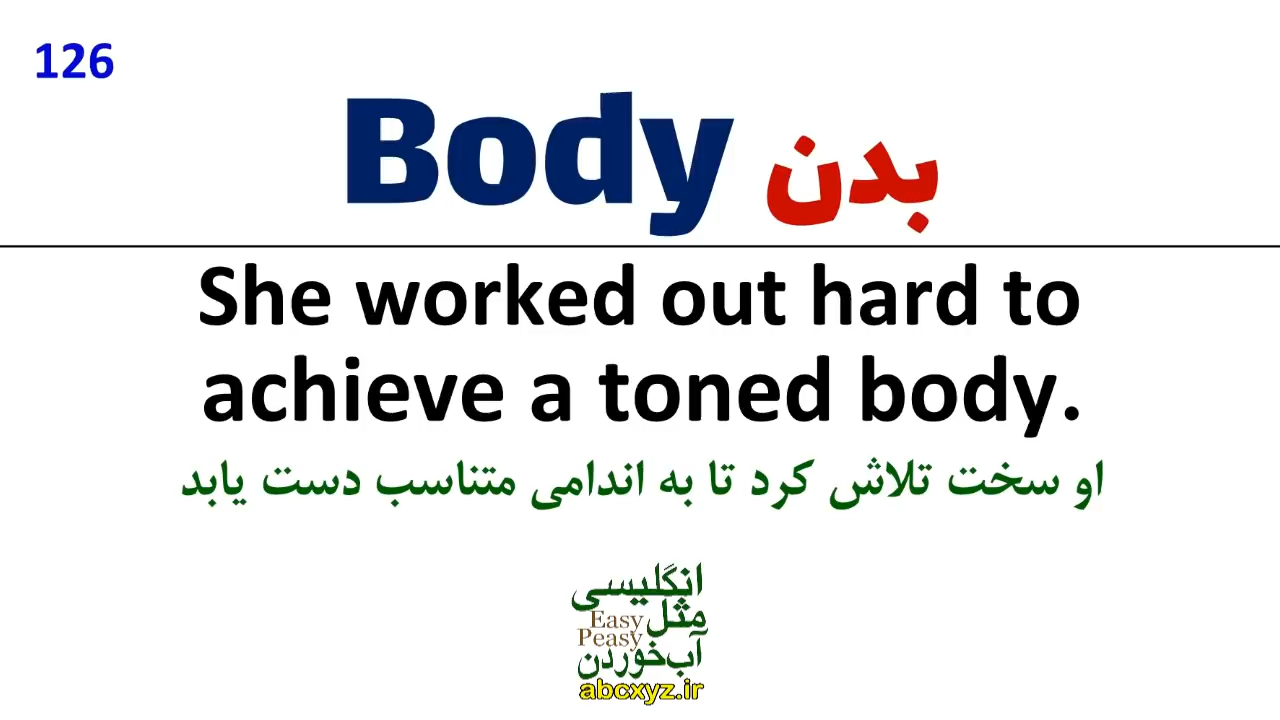 126
Body بدن
She worked out hard to
achieve a toned body.
او سخت تلاش کرد تا به اندامی متناسب دست یابد
انگلیسی
مثل
Easy
Peasy
آب‌خوردن
abcxyz.ir